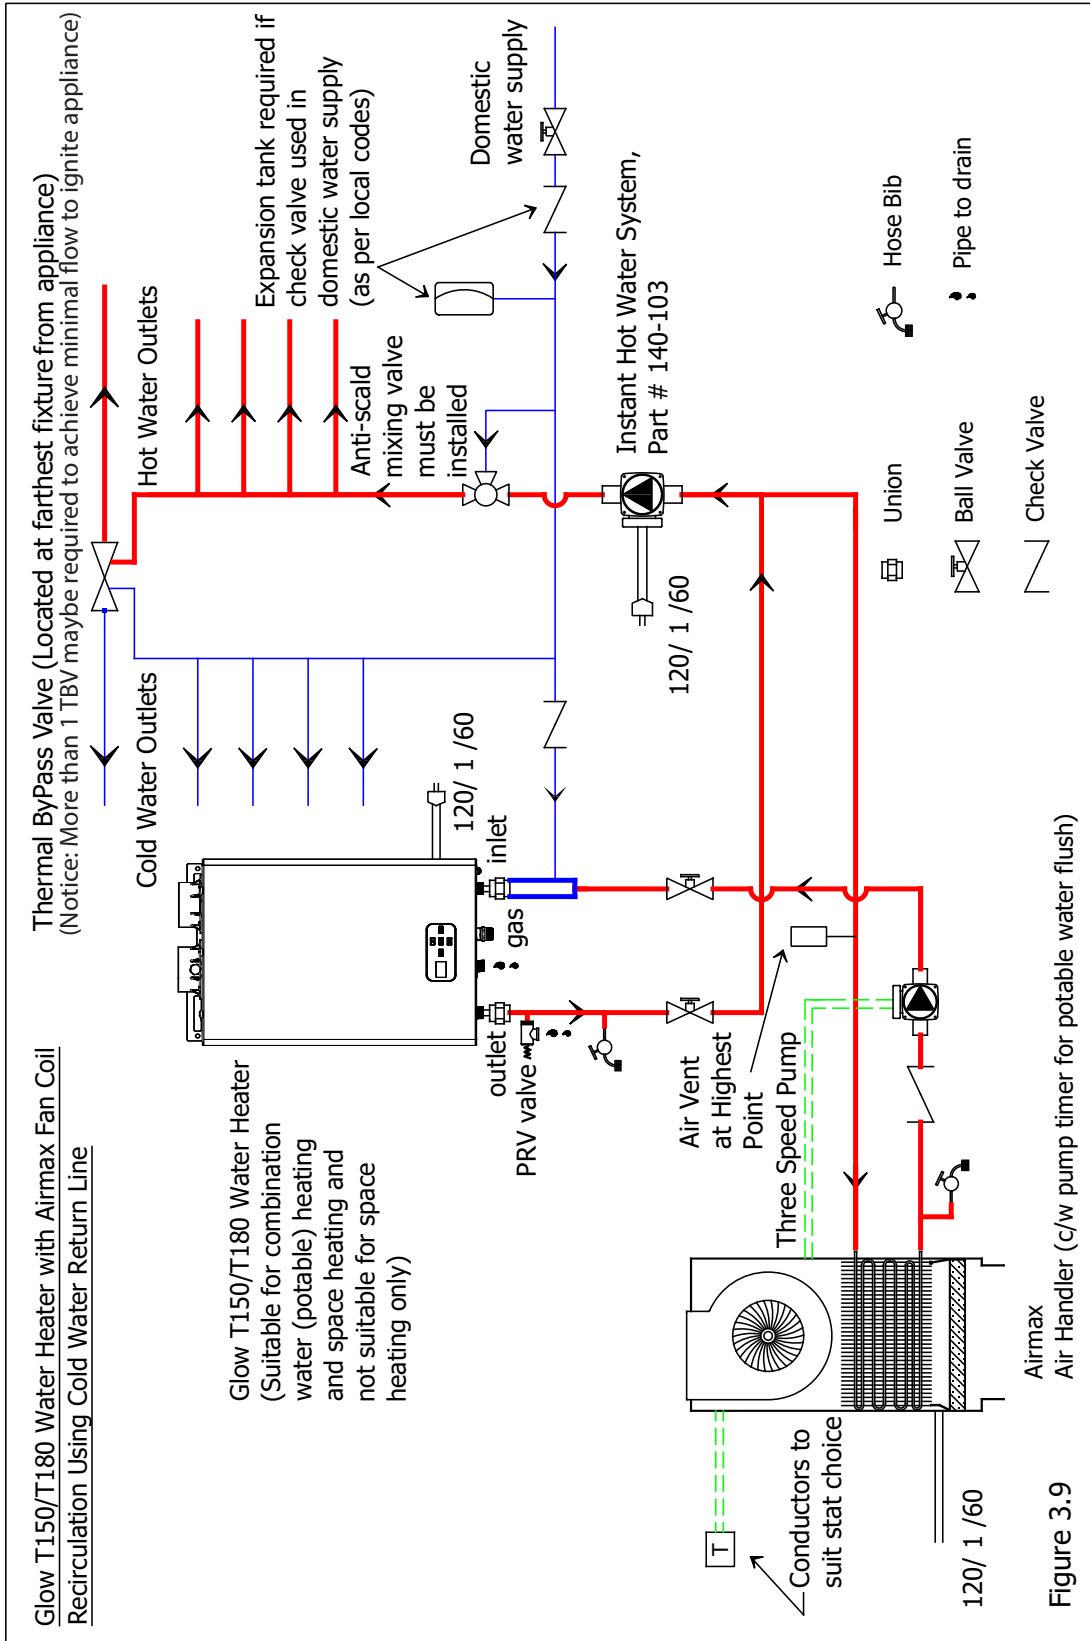 Glow T150/T180 Water Heater with Airmax Fan Coil
Recirculation Using Cold Water Return Line
Thermal ByPass Valve (Located at farthest fixture from appliance)
(Notice: More than 1 TBV maybe required to achieve minimal flow to ignite appliance)
Cold Water Outlets
Hot Water Outlets
Glow T150/T180 Water Heater
(Suitable for combination
water (potable) heating
and space heating and
not suitable for space
heating only)
Expansion tank required if
check valve used in
domestic water supply
(as per local codes)
Anti-scald
mixing valve
must be
installed
Domestic
water supply
120/ 1 /60
outlet
gas
inlet
PRV valve
Instant Hot Water System,
Part # 140-103
120/ 1 /60
Air Vent
at Highest
Point
Three Speed Pump
T
Conductors to
suit stat choice
120/ 1 /60
Union
Hose Bib
Ball Valve
Pipe to drain
Check Valve
Airmax
Air Handler (c/w pump timer for potable water flush)
Figure 3.9